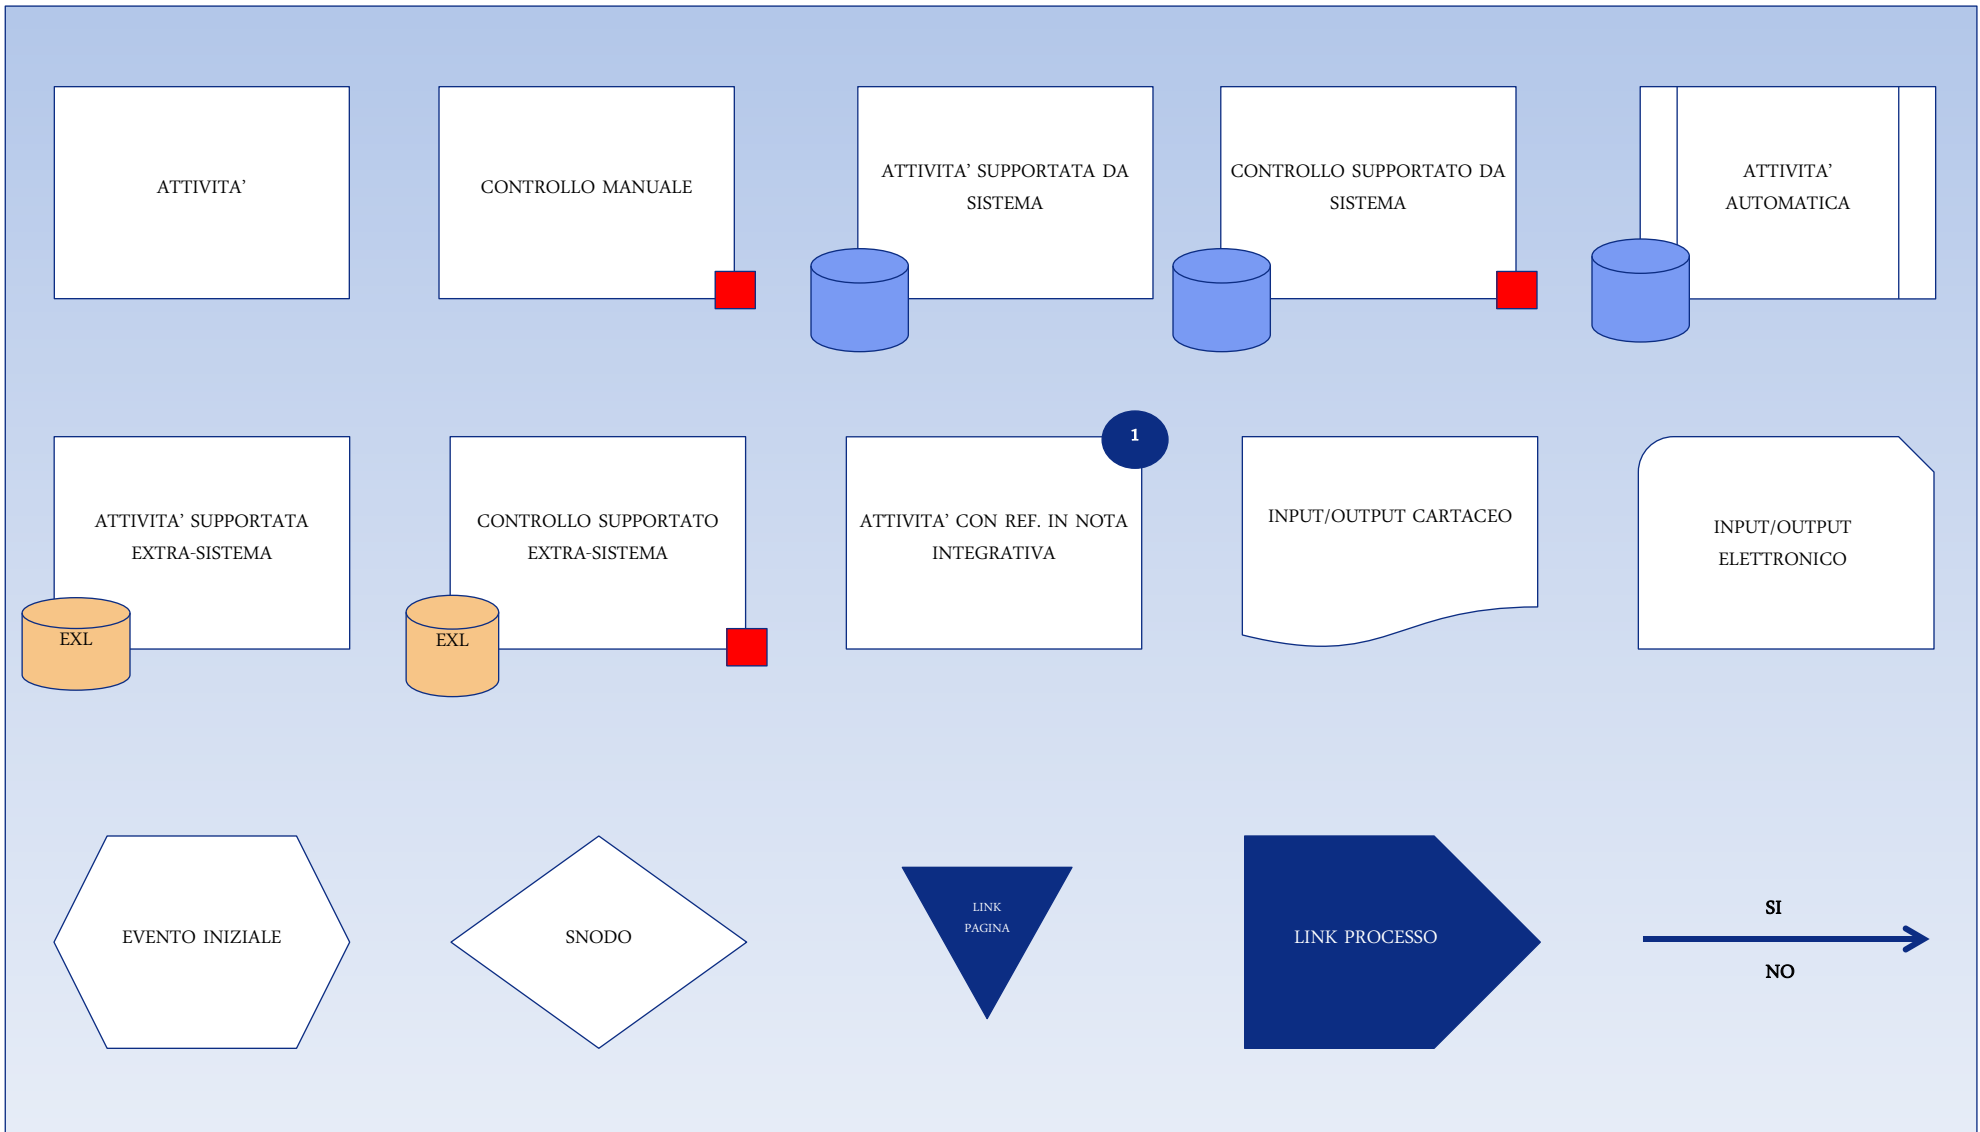 ATTIVITA’
CONTROLLO MANUALE
ATTIVITA’ SUPPORTATA DA
SISTEMA
CONTROLLO SUPPORTATO DA
SISTEMA
ATTIVITA’
AUTOMATICA
ATTIVITA’ SUPPORTATA
EXTRA-SISTEMA
EXL
CONTROLLO SUPPORTATO
EXTRA-SISTEMA
EXL
1
ATTIVITA’ CON REF. IN NOTA
INTEGRATIVA
INPUT/OUTPUT CARTACEO
INPUT/OUTPUT
ELETTRONICO
EVENTO INIZIALE
SNODO
LINK
PAGINA
LINK PROCESSO
SI
NO